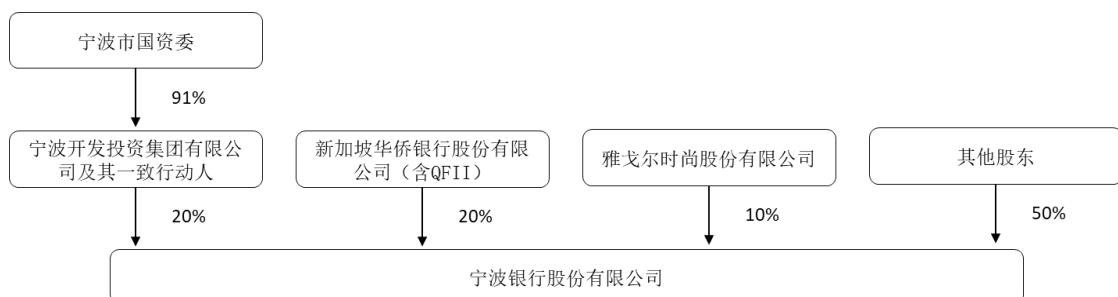 宁波市国资委
91%
宁波开发投资集团有限公
司及其一致行动人
新加坡华侨银行股份有限
公司（含QFII）
雅戈尔时尚股份有限公司
其他股东
20%
20%
10%
50%
宁波银行股份有限公司